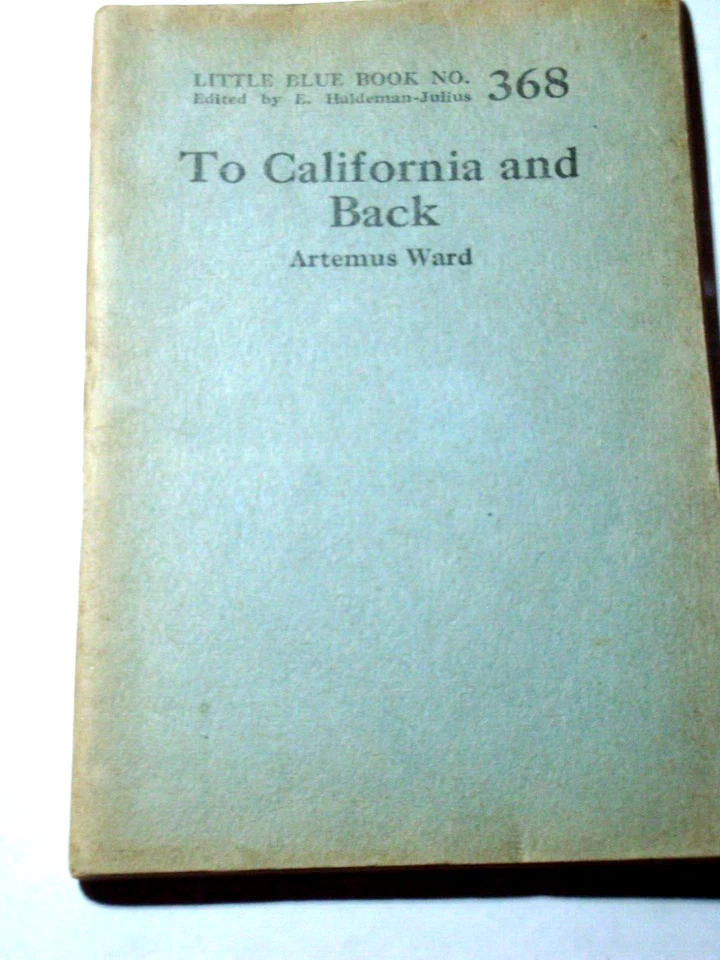 LITTLE BLUE BOOK NO. 368
Edited by E. Haldeman-Julius
To California and
Back
Artemus Ward